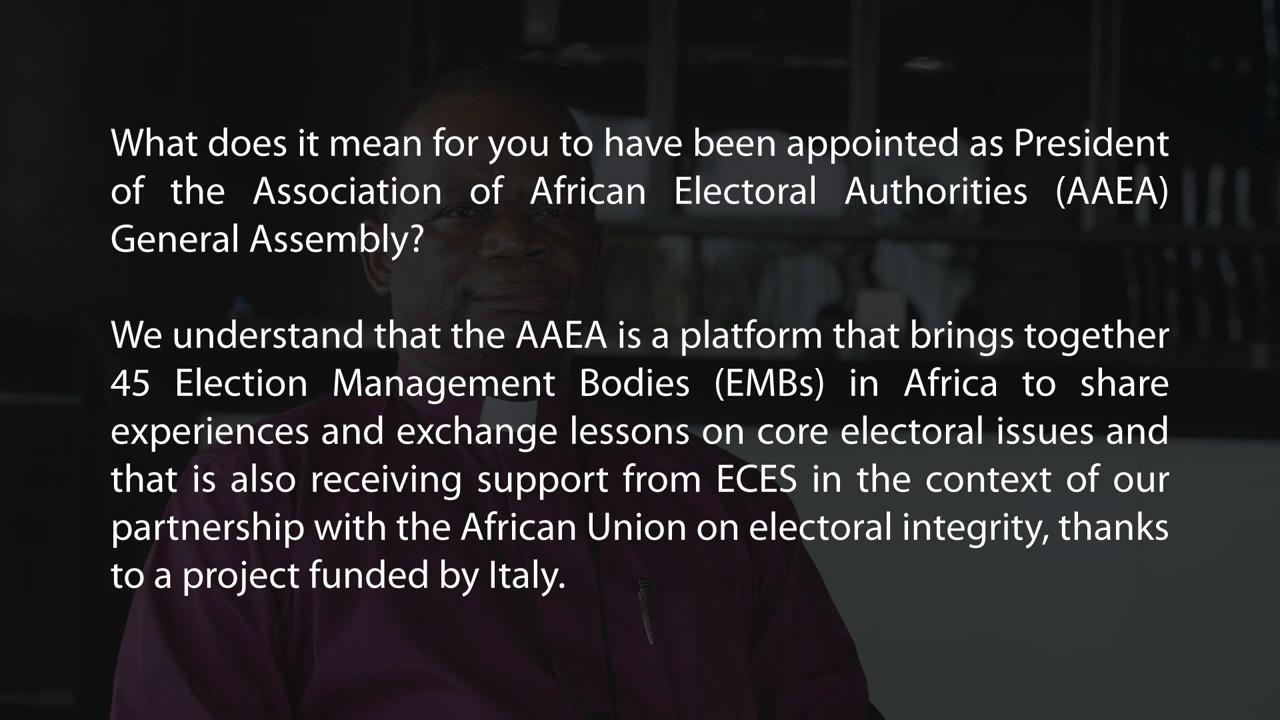 What does it mean for you to have been appointed as President
of the Association of African Electoral Authorities (AAEA)
General Assembly?
We understand that the AAEA is a platform that brings together
45 Election Management Bodies (EMBs) in Africa to share
experiences and exchange lessons on core electoral issues and
that is also receiving support from ECES in the context of our
partnership with the African Union on electoral integrity, thanks
to a project funded by Italy.